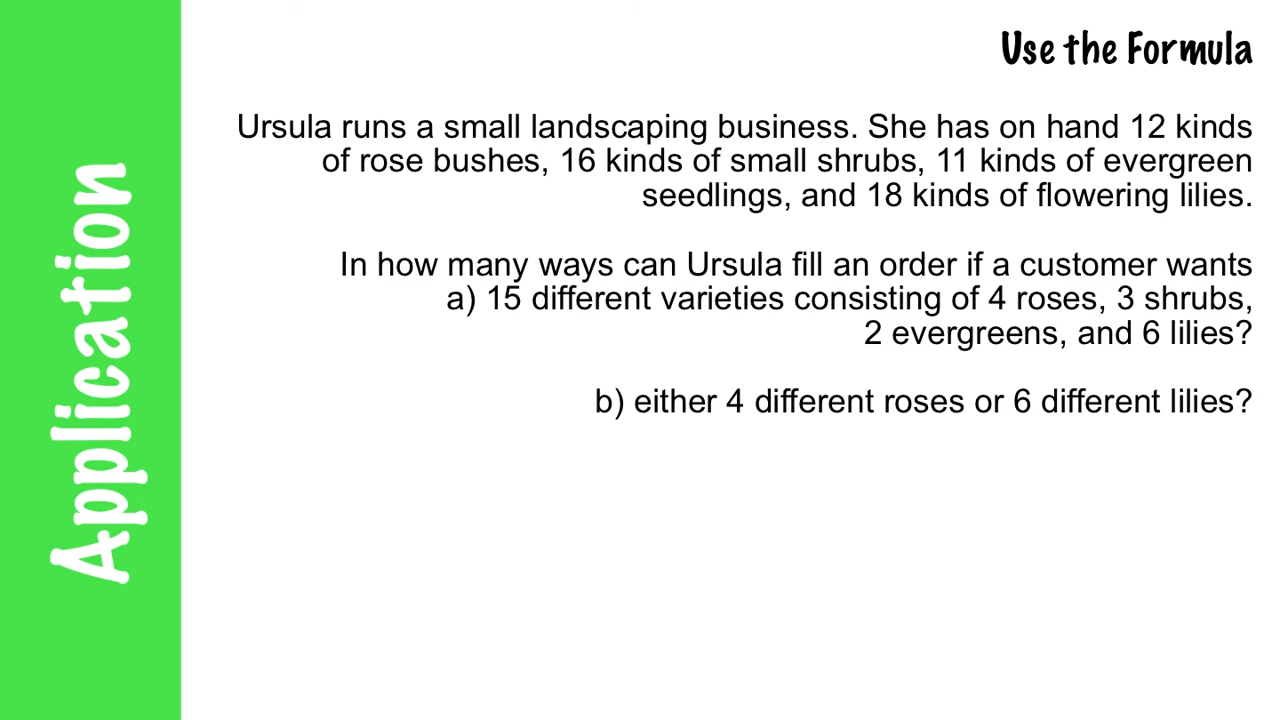 Application
Use the Formula
Ursula runs a small landscaping business. She has on hand 12 kinds
of rose bushes, 16 kinds of small shrubs, 11 kinds of evergreen
seedlings, and 18 kinds of flowering lilies.
In how many ways can Ursula fill an order if a customer wants
a) 15 different varieties consisting of 4 roses, 3 shrubs,
2 evergreens, and 6 lilies?
b) either 4 different roses or 6 different lilies?